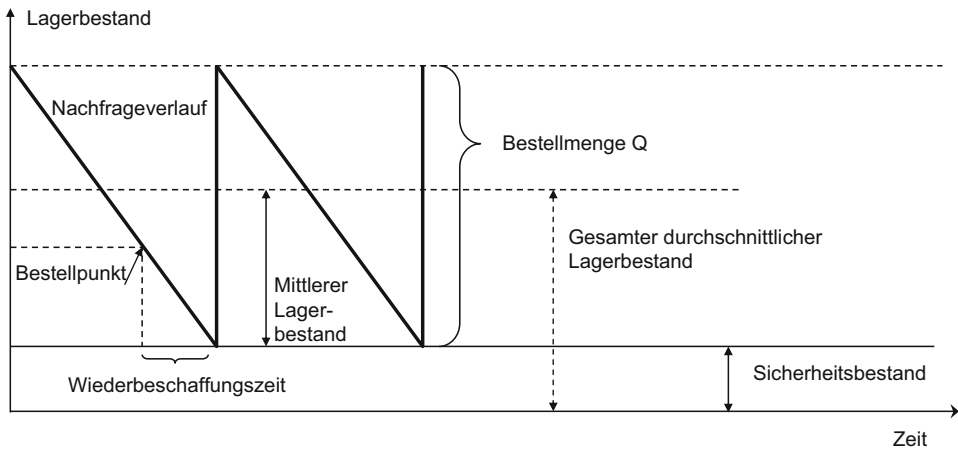 Lagerbestand
Nachfrageverlauf
Bestellmenge Q
Gesamter durchschnittlicher
Lagerbestand
Bestellpunkt
Mittlerer
Lager-
bestand
Wiederbeschaffungszeit
Sicherheitsbestand
Zeit